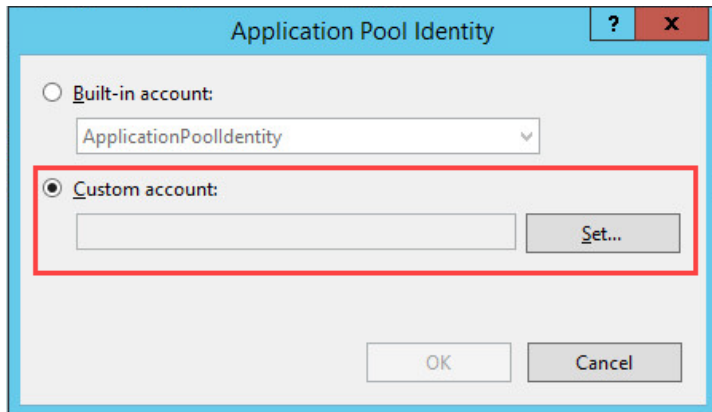 Application Pool Identity
?
x
Built-in account:
ApplicationPoolIdentity
Custom account:
Set...
OK
Cancel